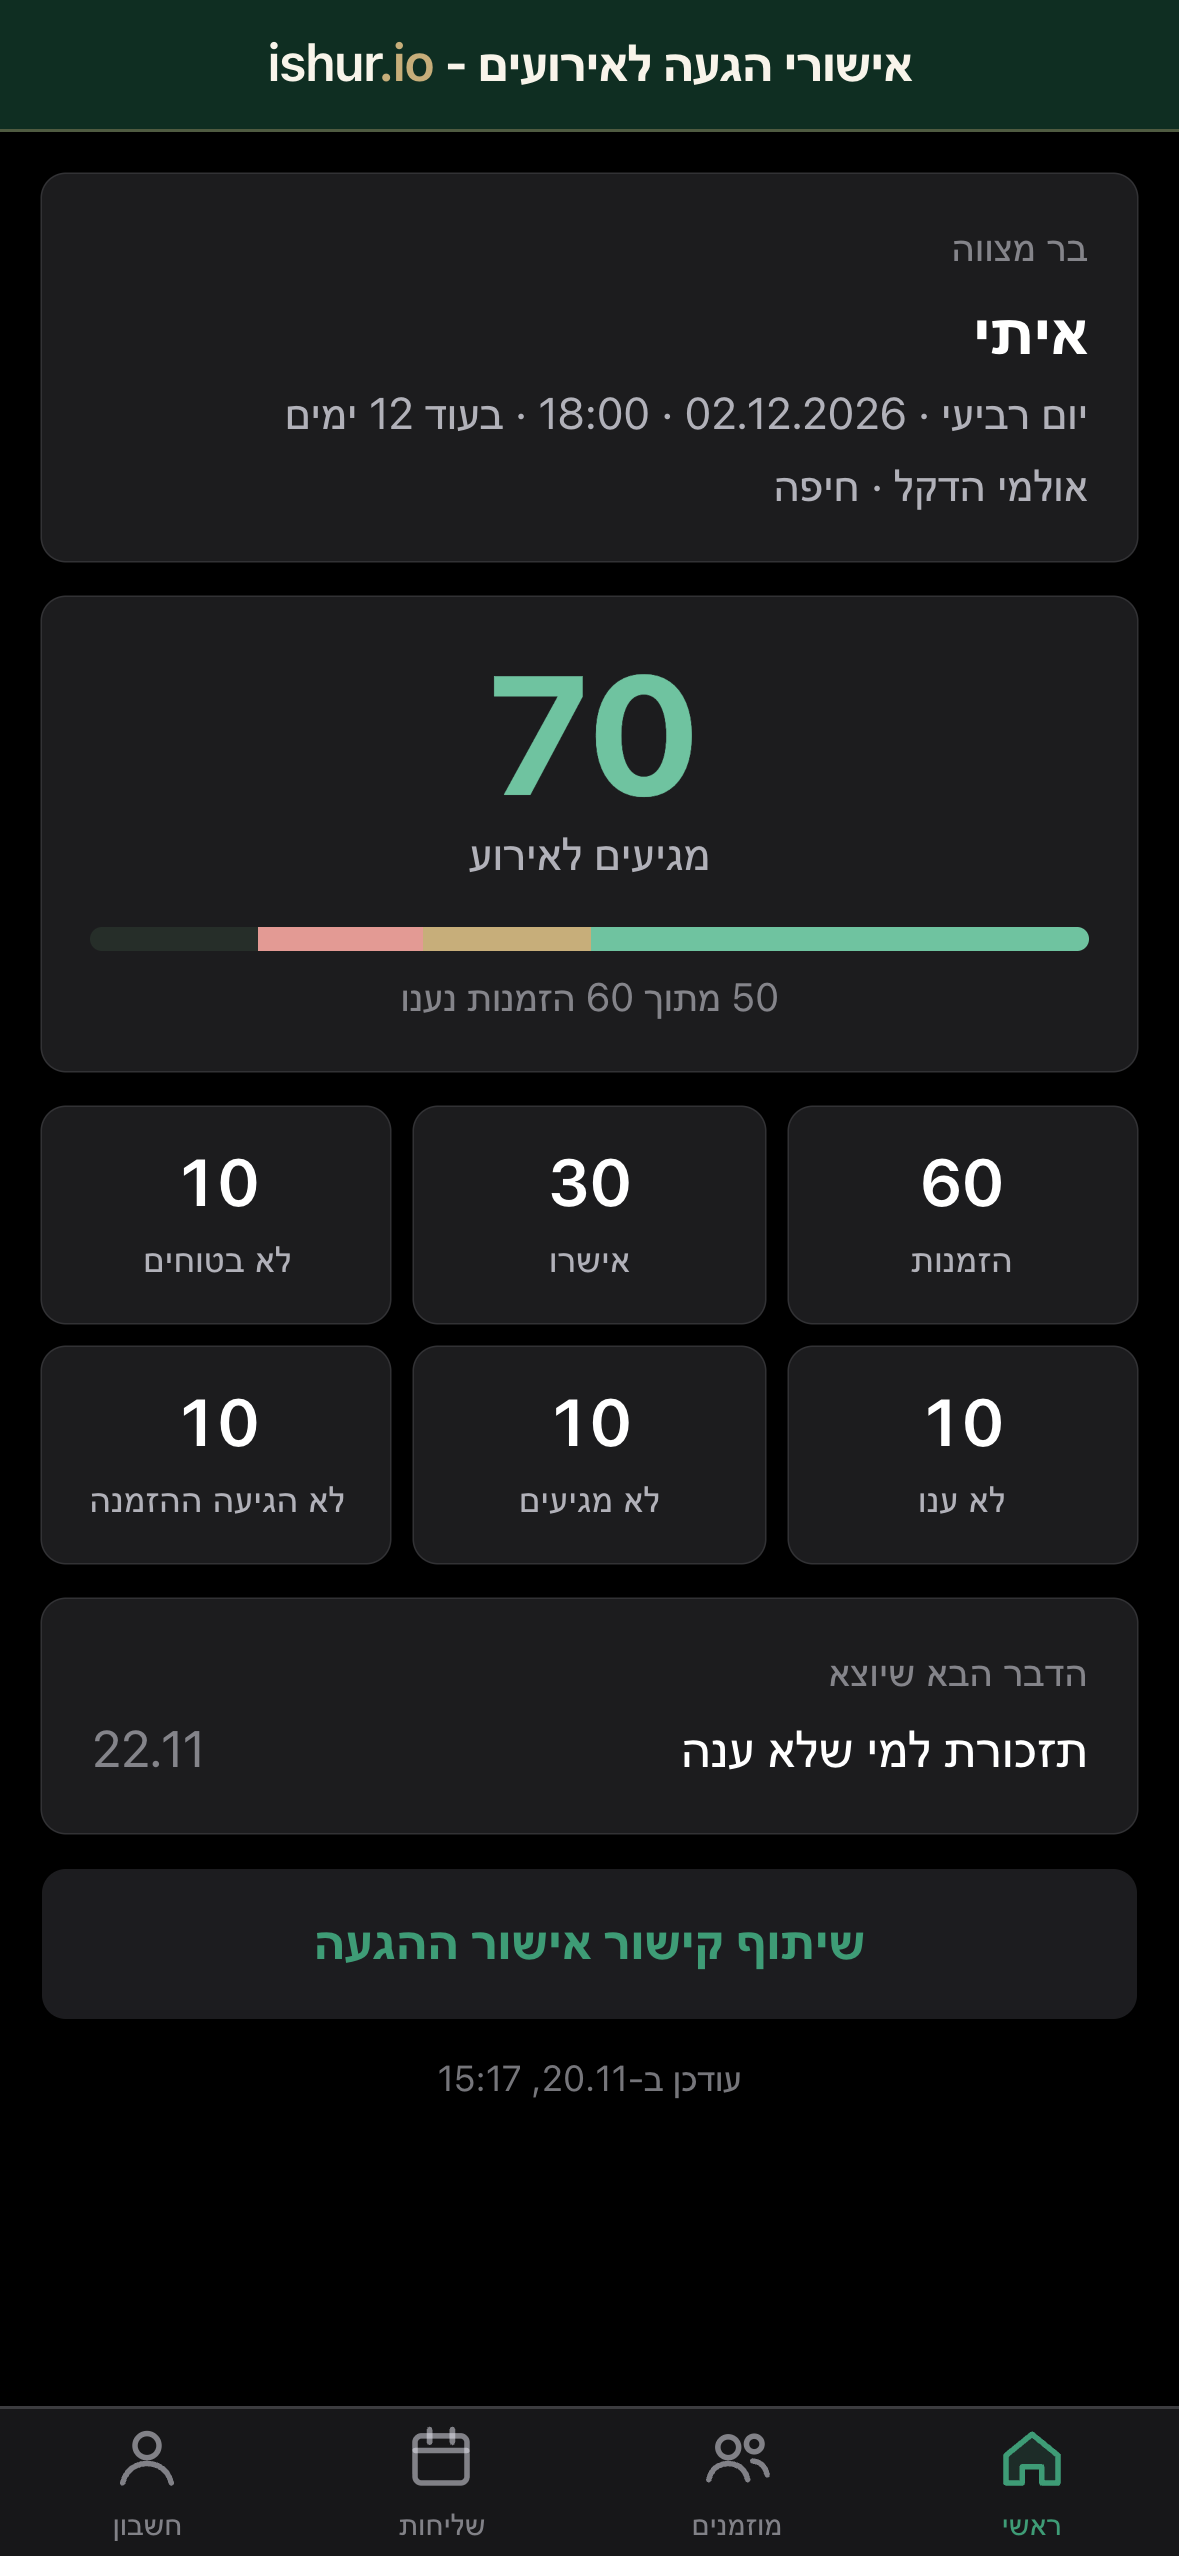 אישורי הגעה לאירועים - ishur.io
בר מצווה
איתי
יום רביעי · 02.12.2026 · 18:00 · בעוד 12 ימים
אולמי הדקל · חיפה
70
מגיעים לאירוע
50 מתוך 60 הזמנות נענו
60
הזמנות
30
אישרו
10
לא בטוחים
10
לא ענו
10
לא מגיעים
10
לא הגיעה ההזמנה
הדבר הבא שיוצא
תזכורת למי שלא ענה
22.11
שיתוף קישור אישור ההגעה
עודכן ב-20.11, 15:17
ראשי
מוזמנים
שליחות
חשבון